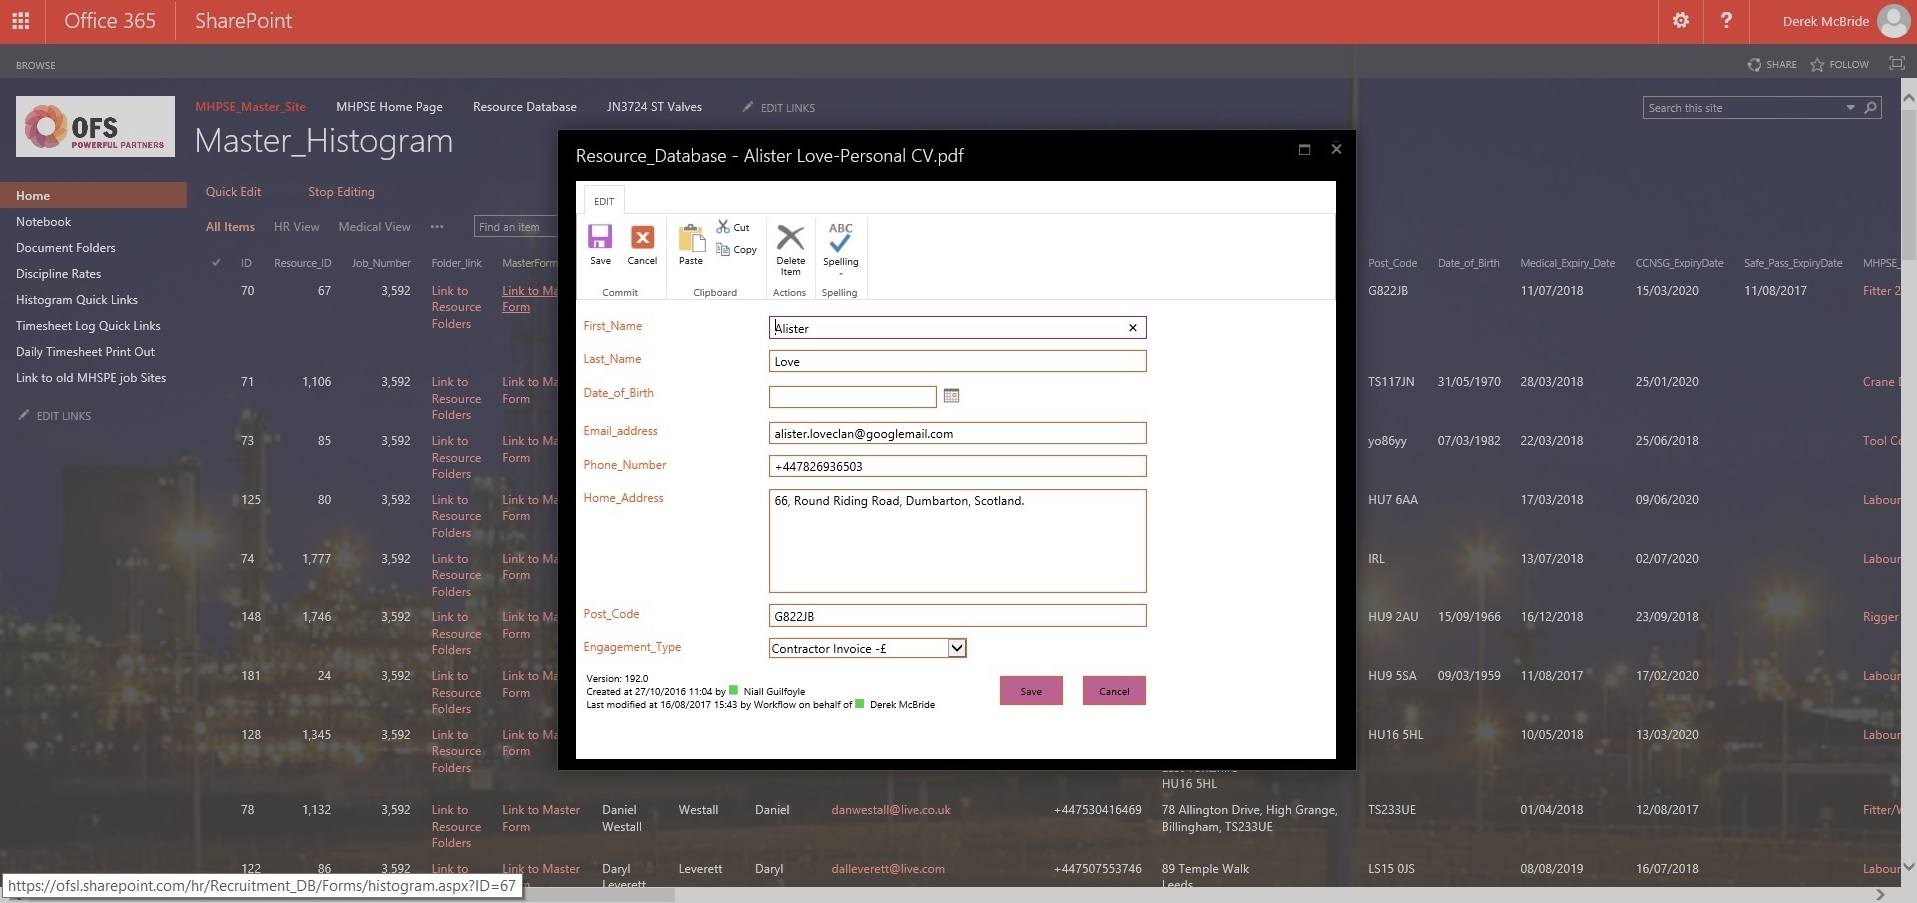 Office 365
SharePoint
?
Derek McBride
BROWSE
SHARE
FOLLOW
OFS
POWERFUL PARTNERS
MHPSE_Master_Site
MHPSE Home Page
Resource Database
JN3724 ST Valves
EDIT LINKS
Search this site
Master_Histogram
Home
Notebook
Document Folders
Discipline Rates
Histogram Quick Links
Timesheet Log Quick Links
Daily Timesheet Print Out
Link to old MHSPE job Sites
EDIT LINKS
Quick Edit
Stop Editing
All Items
HR View
Medical View
Find an item
ID Resource_ID Job_Number Folder_link MasterForm
Post_Code Date_of_Birth Medical_Expiry_Date CCNSG_ExpiryDate Safe_Pass_ExpiryDate MHPSE_
70 67 3,592 Link to Link to Ma
Resource Form
Folders
G822JB 11/07/2018 15/03/2020 11/08/2017 Fitter 2
71 1,106 3,592 Link to Link to Ma
Resource Form
Folders
TS117JN 31/05/1970 28/03/2018 25/01/2020 Crane D
73 85 3,592 Link to Link to Ma
Resource Form
Folders
yo86yy 07/03/1982 22/03/2018 25/06/2018 Tool Co
125 80 3,592 Link to Link to Ma
Resource Form
Folders
HU7 6AA 17/03/2018 09/06/2020 Labour
74 1,777 3,592 Link to Link to Ma
Resource Form
Folders
IRL 13/07/2018 02/07/2020 Labour
148 1,746 3,592 Link to Link to Ma
Resource Form
Folders
HU9 2AU 15/09/1966 16/12/2018 23/09/2018 Rigger
181 24 3,592 Link to Link to Ma
Resource Form
Folders
HU9 5SA 09/03/1959 11/08/2017 17/02/2020 Labour
128 1,345 3,592 Link to Link to Ma
Resource Form
Folders
HU16 5HL 10/05/2018 13/03/2020 Labour
HU16 5HL
78 1,132 3,592 Link to Link to Master Daniel Westall Daniel danwestall@live.co.uk +447530416469 78 Allington Drive, High Grange, TS233UE 01/04/2018 12/08/2017 Fitter/W
Resource Form Westall Billingham, TS233UE
Folders
122 86 3,592 Link to Link to Master Daryl Leverett Daryl dalleverett@live.com +447507553746 89 Temple Walk LS15 0JS 08/08/2019 18/03/2018 Labour
Leverett Leeds
https://ofsl.sharepoint.com/hr/Recruitment_DB/Forms/histogram.aspx?ID=67
Resource_Database - Alister Love-Personal CV.pdf
EDIT
Save
Cancel
Paste
Cut
Copy
Delete
Item
ABC
Spelling
Commit
Clipboard
Actions
Spelling
First_Name Alister
Last_Name Love
Date_of_Birth
Email_address alister.loveclan@googlemail.com
Phone_Number +447826936503
Home_Address 66, Round Riding Road, Dumbarton, Scotland.
Post_Code G822JB
Engagement_Type Contractor Invoice -£
Version: 192.0
Created at 27/10/2016 11:04 by Niall Guilfoyle
Last modified at 16/08/2017 15:43 by Workflow on behalf of Derek McBride
Save
Cancel